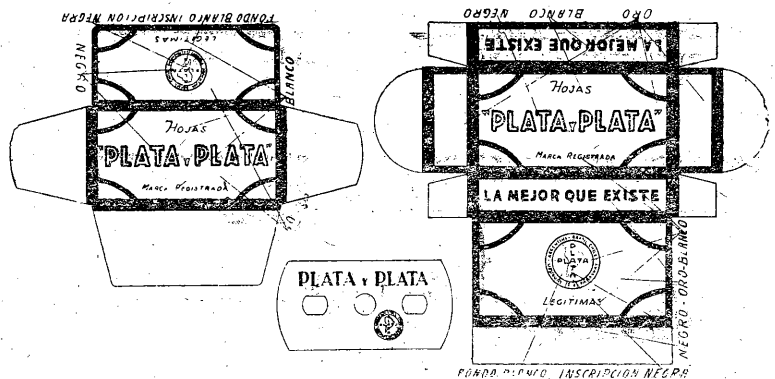 FONDO BLANCO INSCRIPCION NEGRA
LEGITIMAS
NEGRO
BLANCO
HOJAS
"PLATA Y PLATA"
MARCA REGISTRADA
NEGRO BLANCO ORO
LA MEJOR QUE EXISTE
HOJAS
"PLATA Y PLATA"
MARCA REGISTRADA
LA MEJOR QUE EXISTE
PLATA
LEGITIMAS
NEGRO-ORO-BLANCO
FONDO BLANCO INSCRIPCION NEGRA
PLATA Y PLATA